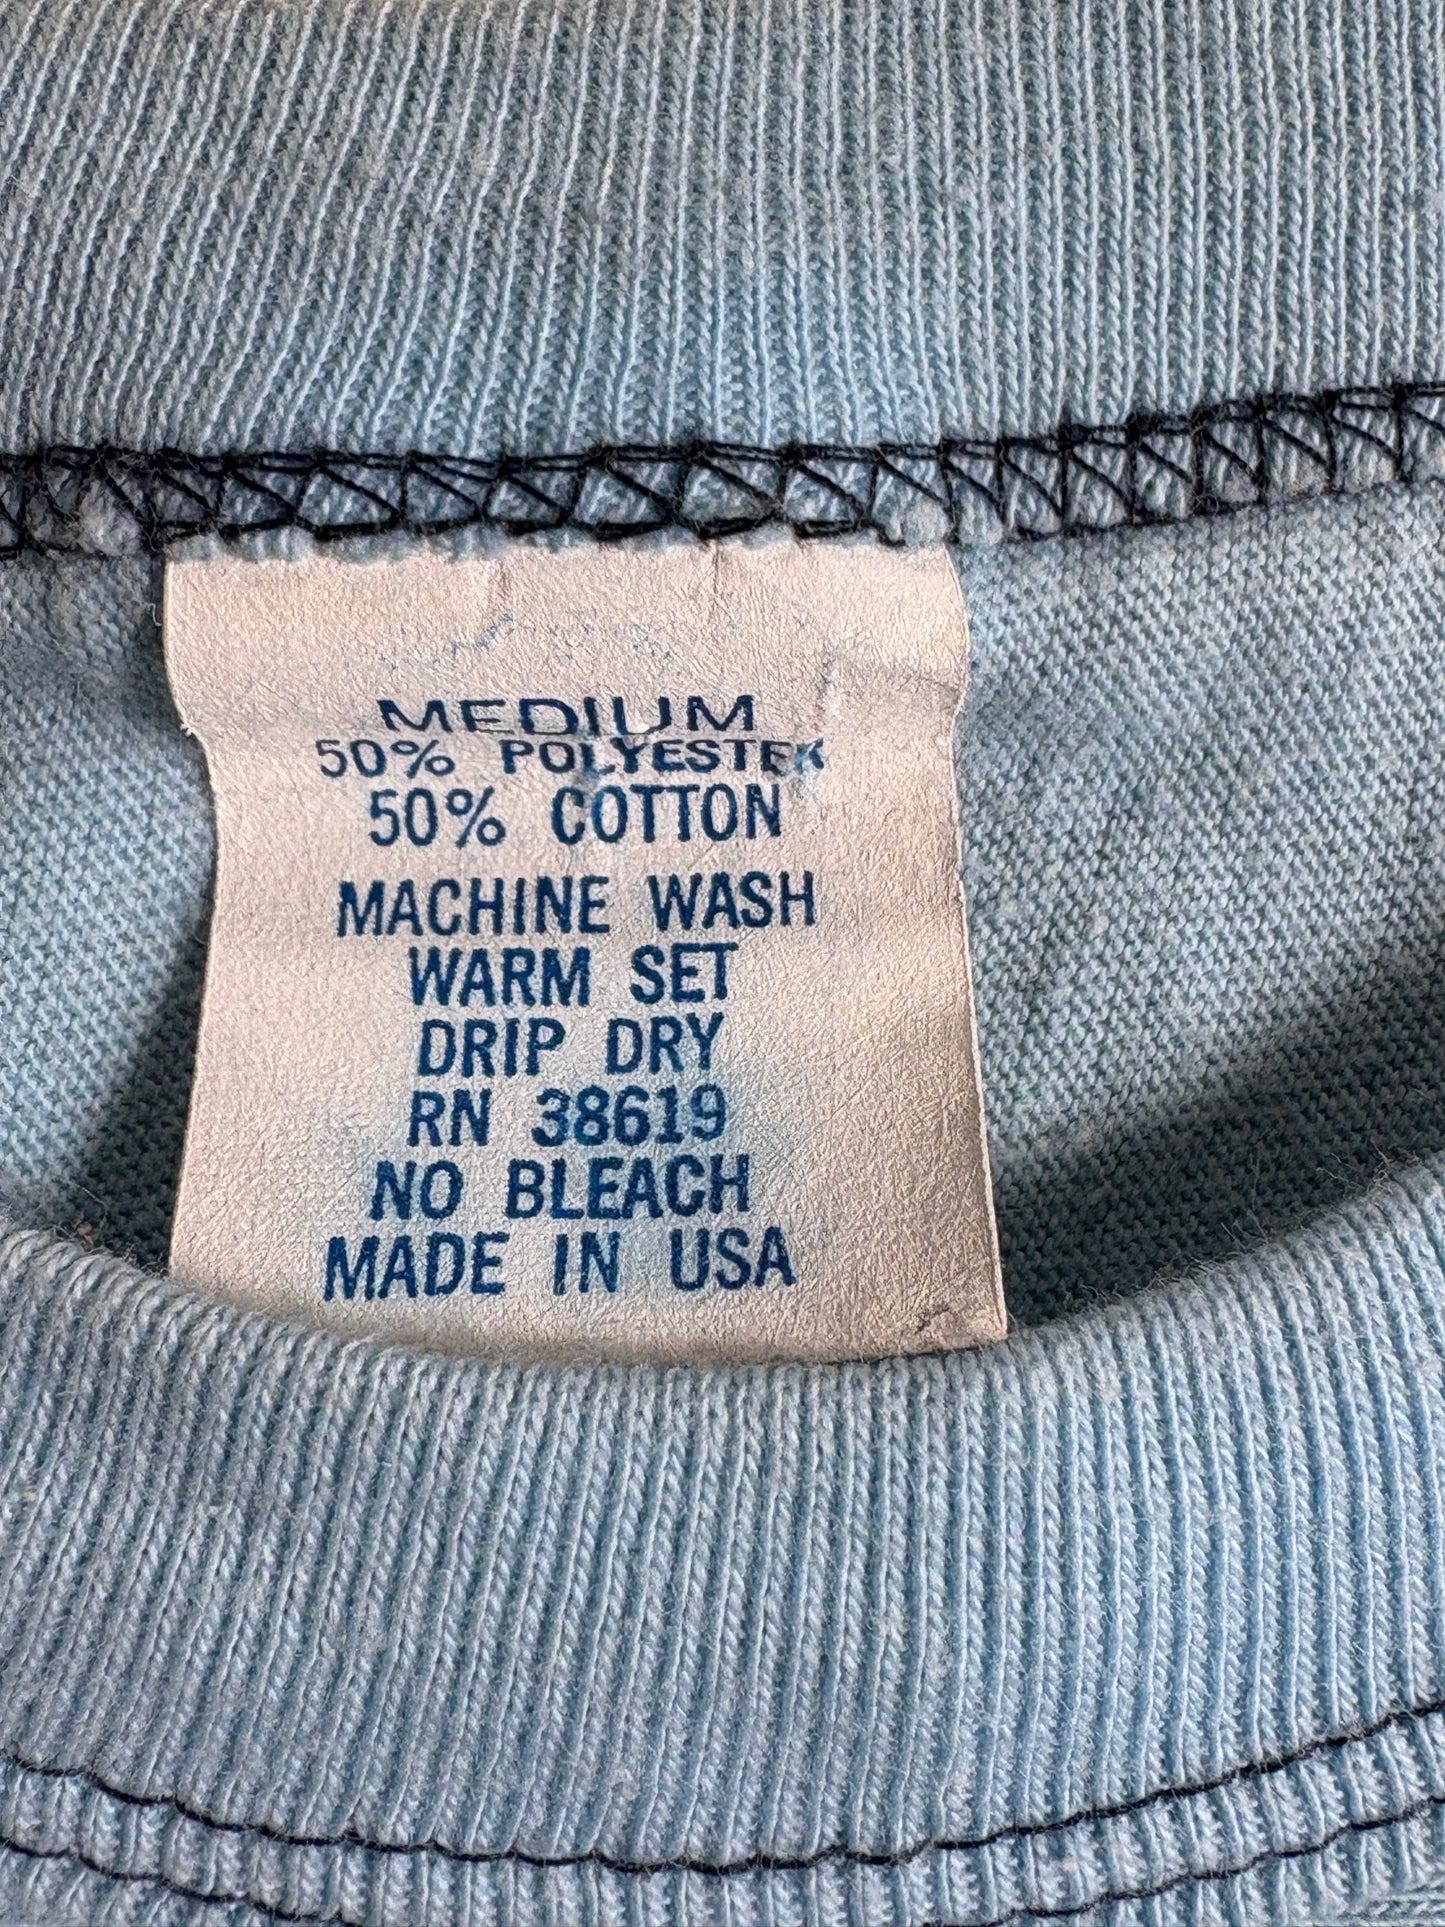 MEDIUM
50% POLYESTER
50% COTTON
MACHINE WASH
WARM SET
DRIP DRY
RN 38619
NO BLEACH
MADE IN USA